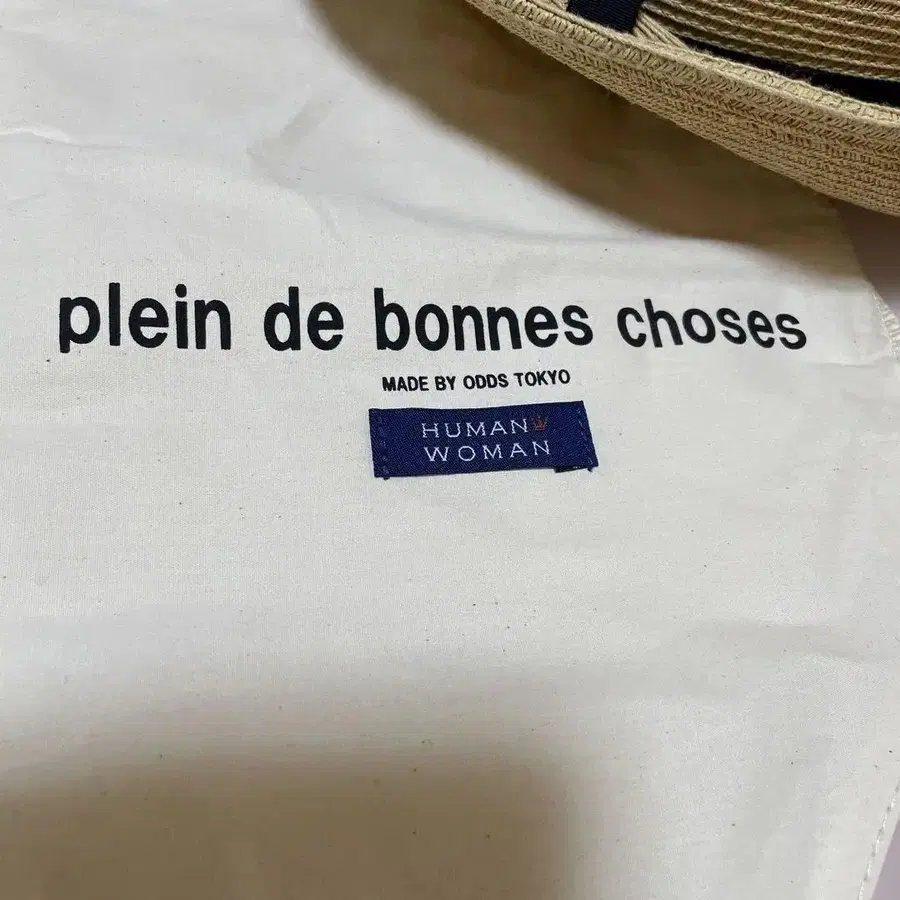 plein de bonnes choses
MADE BY ODDS TOKYO
HUMAN
WOMAN